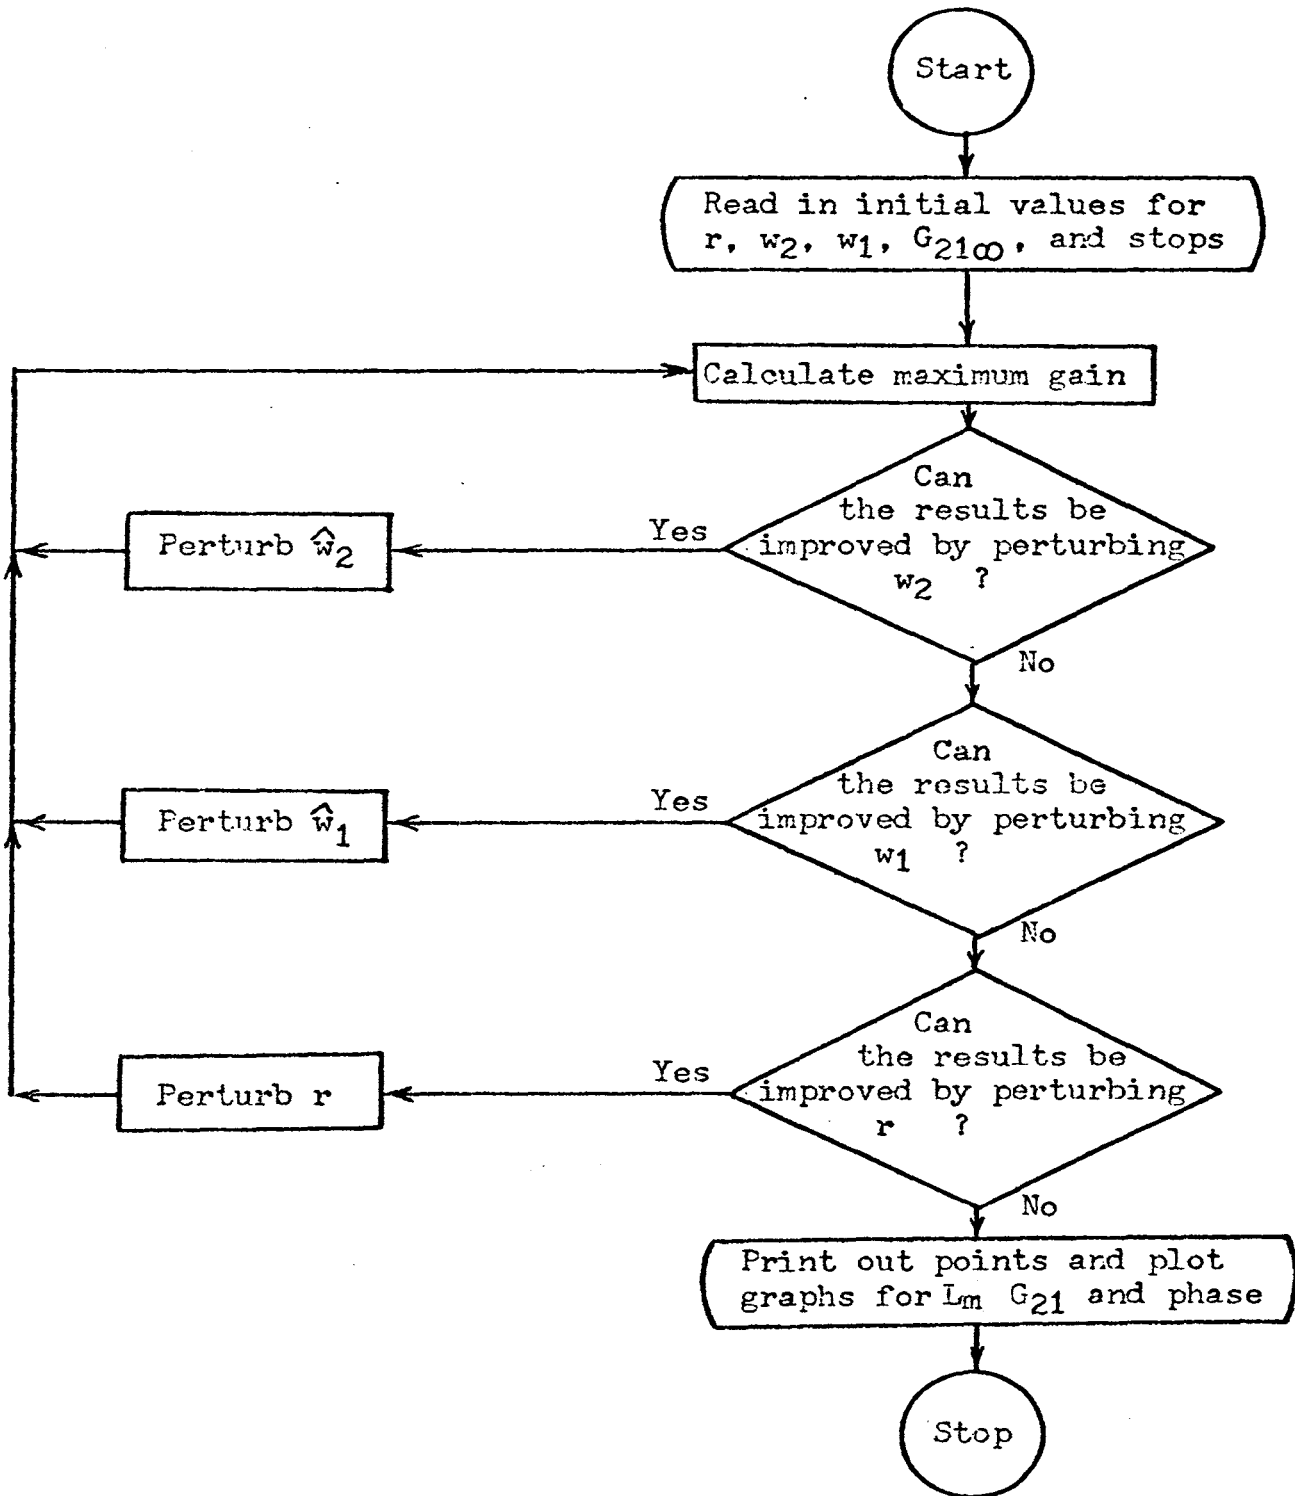 Start
Read in initial values for
r, w₂, w₁, G₂₁∞, and stops
Calculate maximum gain
Can
the results be
improved by perturbing
w₂ ?
Yes
Perturb ŵ₂
No
Can
the results be
improved by perturbing
w₁ ?
Yes
Perturb ŵ₁
No
Can
the results be
improved by perturbing
r ?
Yes
Perturb r
No
Print out points and plot
graphs for Lm G₂₁ and phase
Stop